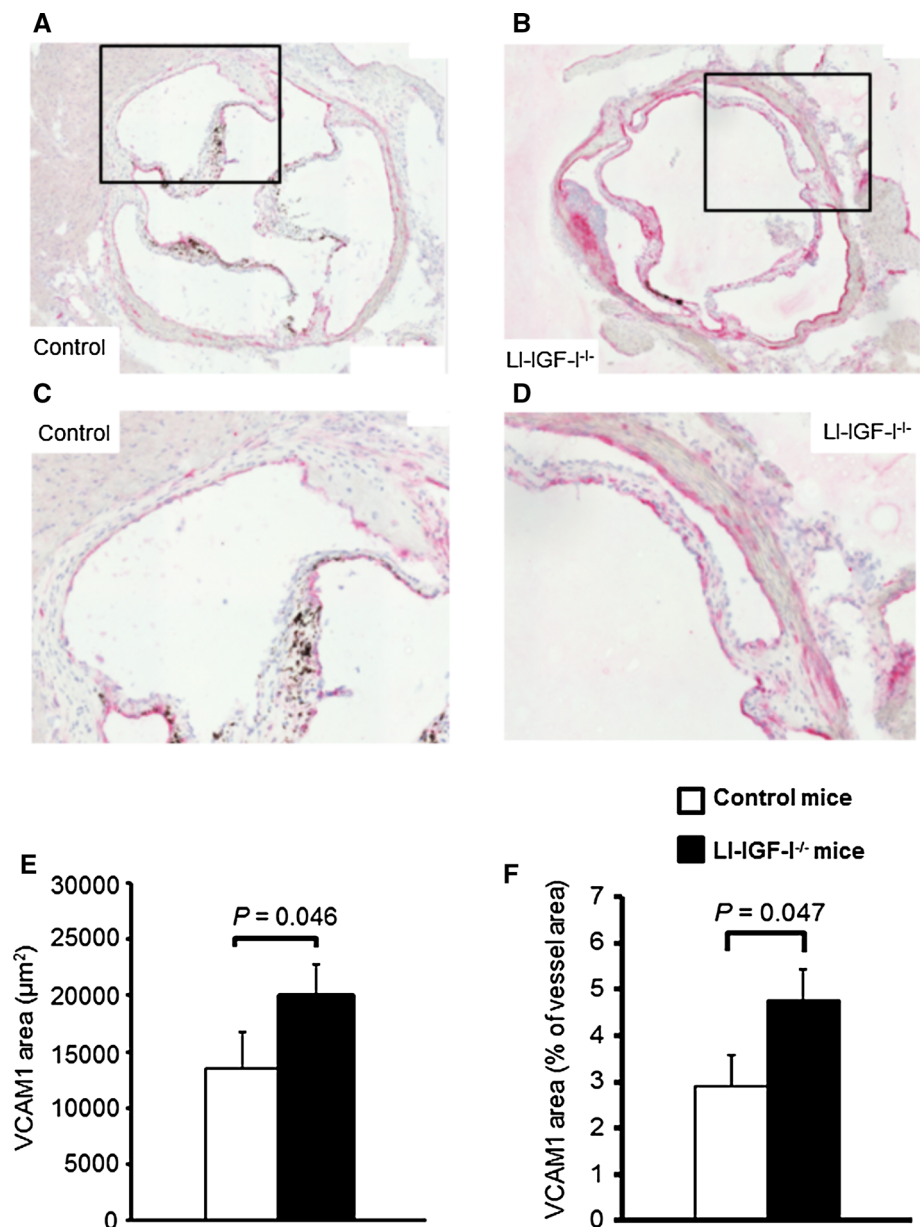 A
B
Control
LI-IGF-I-/-
C
D
Control
LI-IGF-I-/-
Control mice
LI-IGF-I-/- mice
E
VCAM1 area (µm2)
30000
25000
20000
15000
10000
5000
0
P = 0.046
F
VCAM1 area (% of vessel area)
7
6
5
4
3
2
1
0
P = 0.047